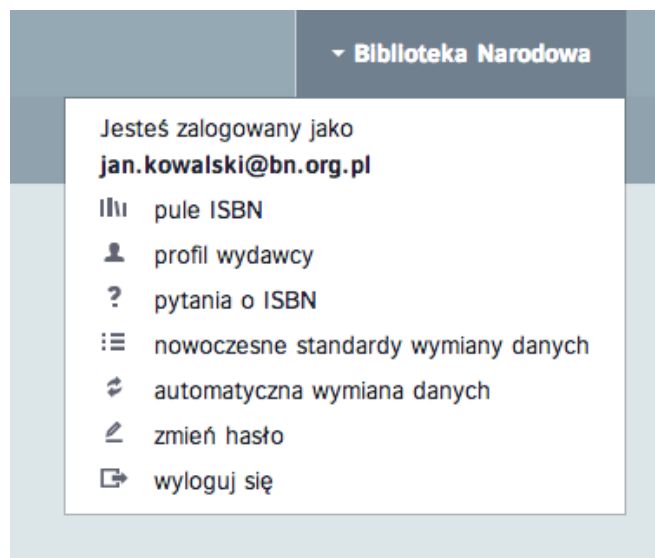 Biblioteka Narodowa
Jesteś zalogowany jako
jan.kowalski@bn.org.pl
pule ISBN
profil wydawcy
pytania o ISBN
nowoczesne standardy wymiany danych
automatyczna wymiana danych
zmień hasło
wyloguj się